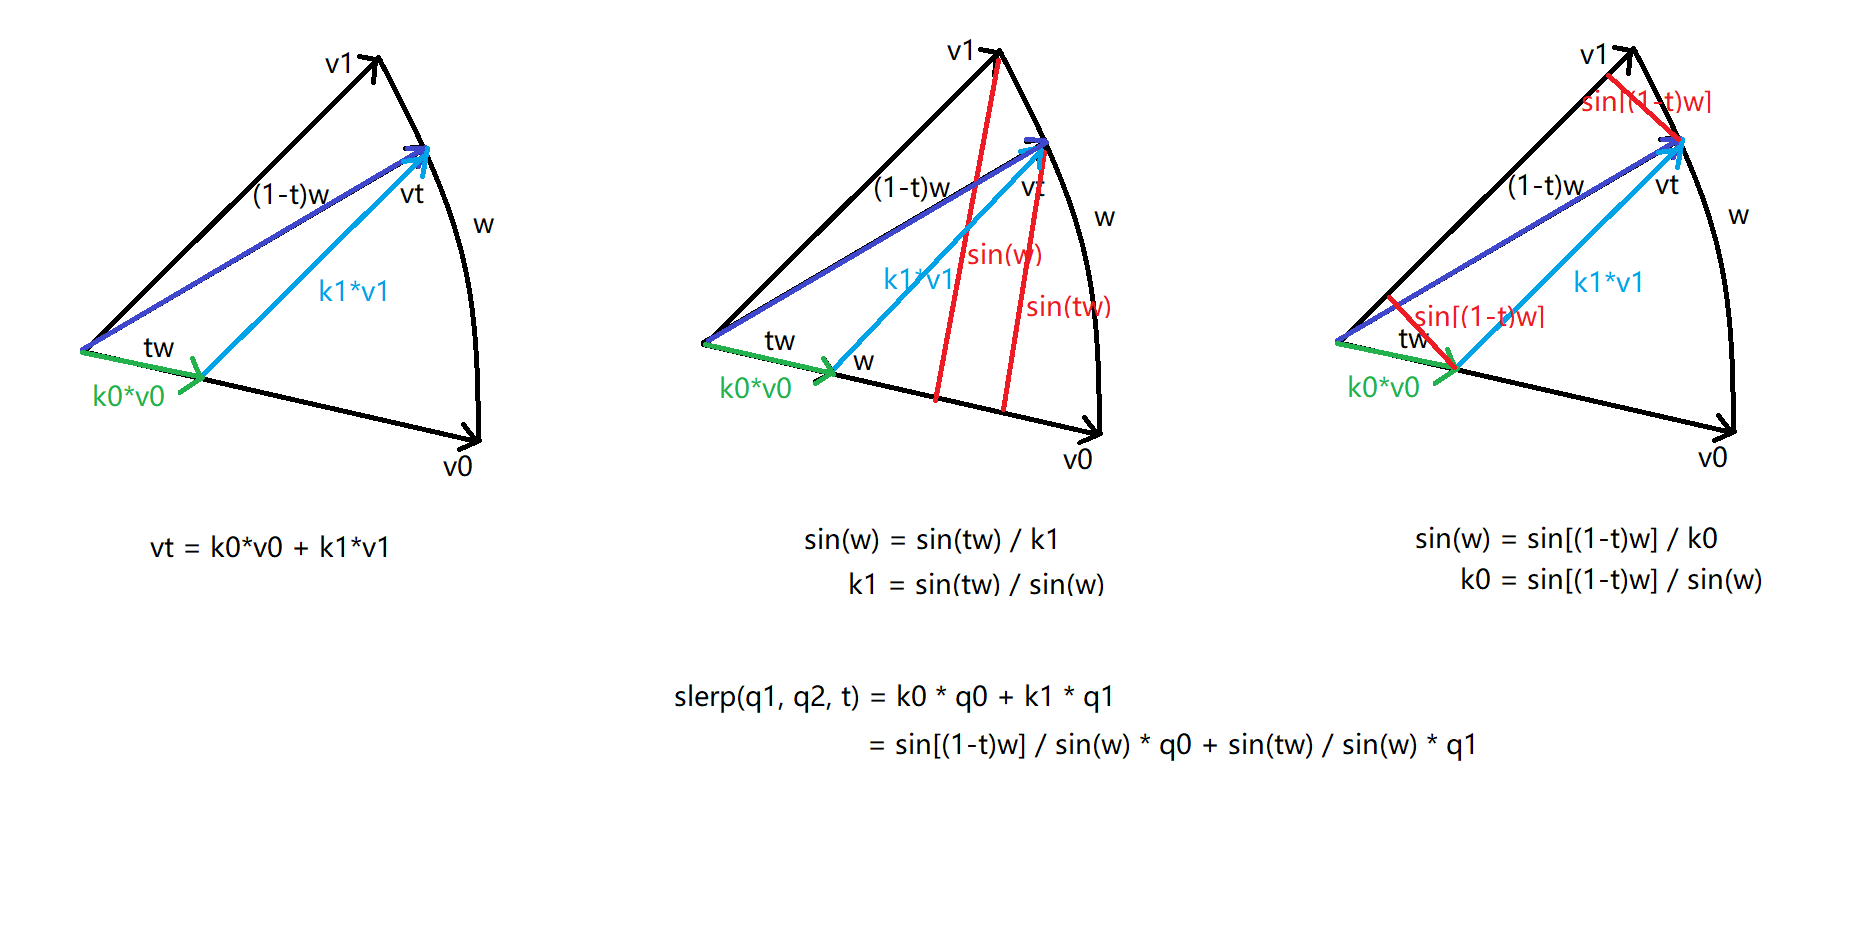 v1
(1-t)w
vt
w
k1*v1
tw
k0*v0
v0
vt = k0*v0 + k1*v1
v1
(1-t)w
vt
w
sin(w)
k1*v1
sin(tw)
tw
w
k0*v0
v0
sin(w) = sin(tw) / k1
k1 = sin(tw) / sin(w)
v1
sin[(1-t)w]
(1-t)w
vt
w
k1*v1
sin[(1-t)w]
tw
k0*v0
v0
sin(w) = sin[(1-t)w] / k0
k0 = sin[(1-t)w] / sin(w)
slerp(q1, q2, t) = k0 * q0 + k1 * q1
= sin[(1-t)w] / sin(w) * q0 + sin(tw) / sin(w) * q1